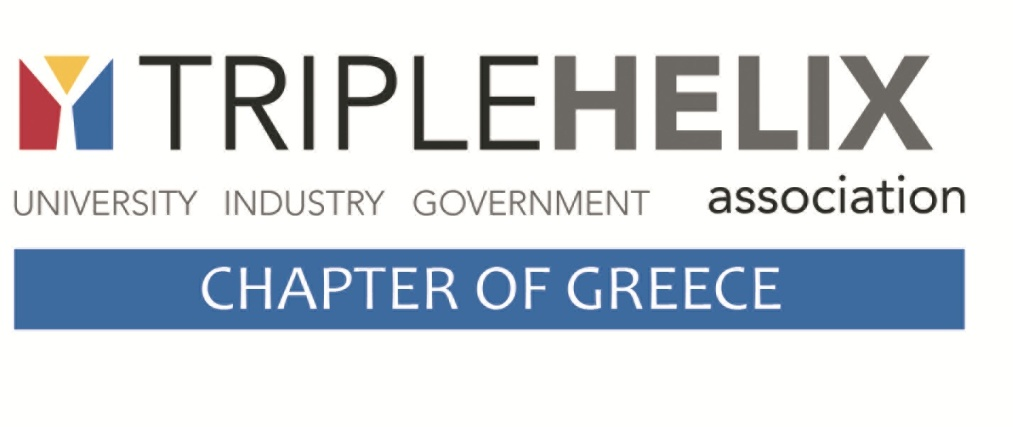 TRIPLEHELIX
UNIVERSITY INDUSTRY GOVERNMENT association
CHAPTER OF GREECE